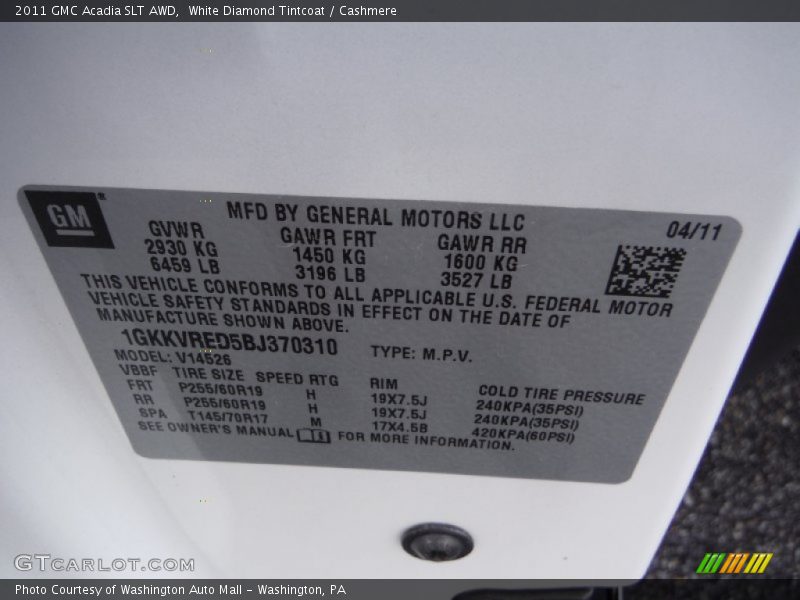 2011 GMC Acadia SLT AWD, White Diamond Tintcoat / Cashmere
GM
MFD BY GENERAL MOTORS LLC
04/11
GVWR GAWR FRT GAWR RR
2930 KG 1450 KG 1600 KG
6459 LB 3196 LB 3527 LB
THIS VEHICLE CONFORMS TO ALL APPLICABLE U.S. FEDERAL MOTOR
VEHICLE SAFETY STANDARDS IN EFFECT ON THE DATE OF
MANUFACTURE SHOWN ABOVE.
1GKKVRED5BJ370310 TYPE: M.P.V.
MODEL: V14526
VBBF TIRE SIZE SPEED RTG RIM COLD TIRE PRESSURE
FRT P255/60R19 H 19X7.5J 240KPA(35PSI)
RR P255/60R19 H 19X7.5J 240KPA(35PSI)
SPA T145/70R17 M 17X4.5B 420KPA(60PSI)
SEE OWNER'S MANUAL FOR MORE INFORMATION.
GTcarlot.com
Photo Courtesy of Washington Auto Mall – Washington, PA